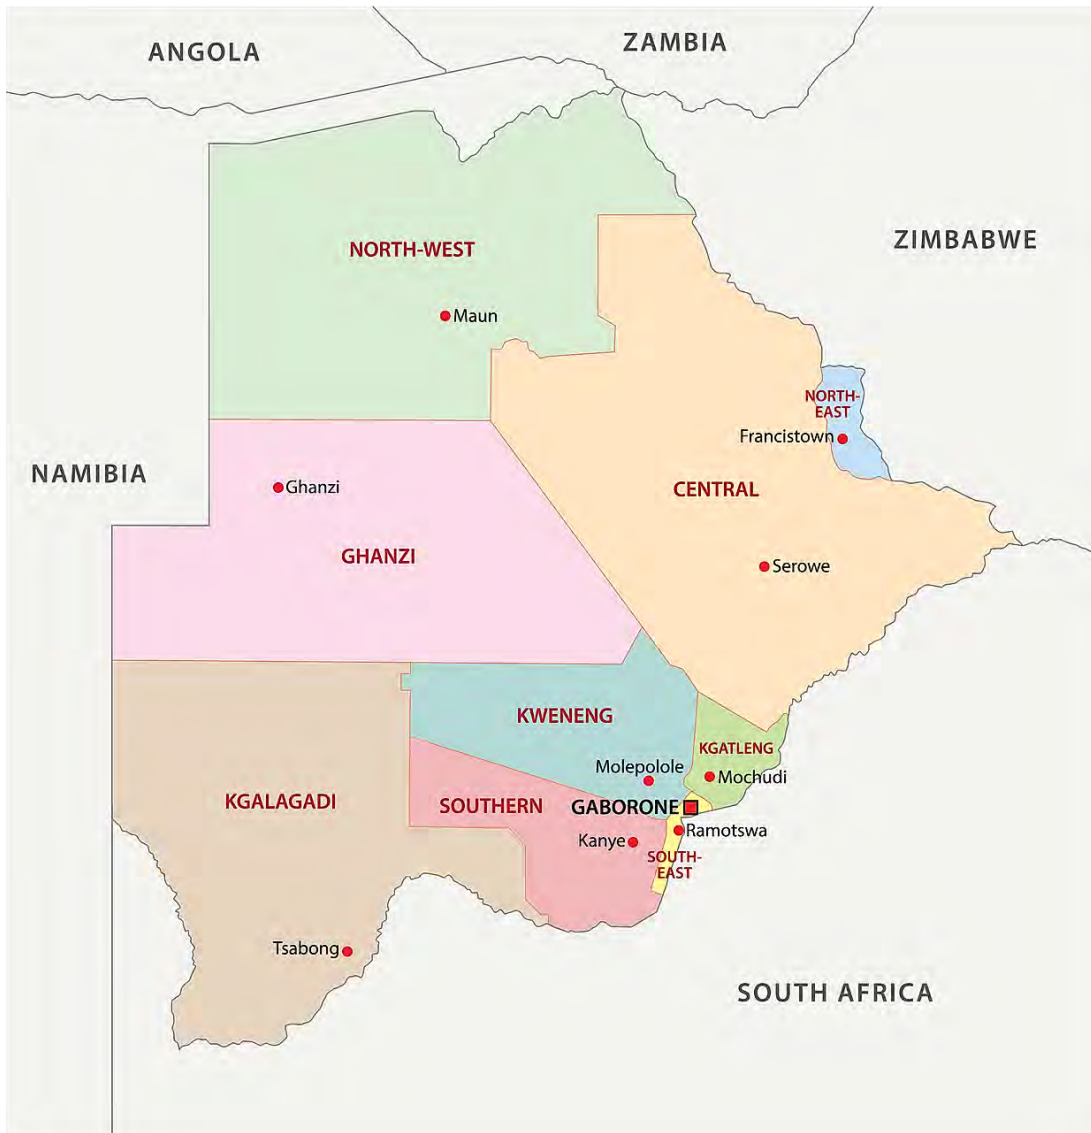 ANGOLA
ZAMBIA
ZIMBABWE
NORTH-WEST
Maun
NORTH-
EAST
Francistown
NAMIBIA
Ghanzi
CENTRAL
GHANZI
Serowe
KWENENG
KGATLENG
Molepolole
Mochudi
KGALAGADI
SOUTHERN
GABORONE
Ramotswa
Kanye
SOUTH-
EAST
Tsabong
SOUTH AFRICA